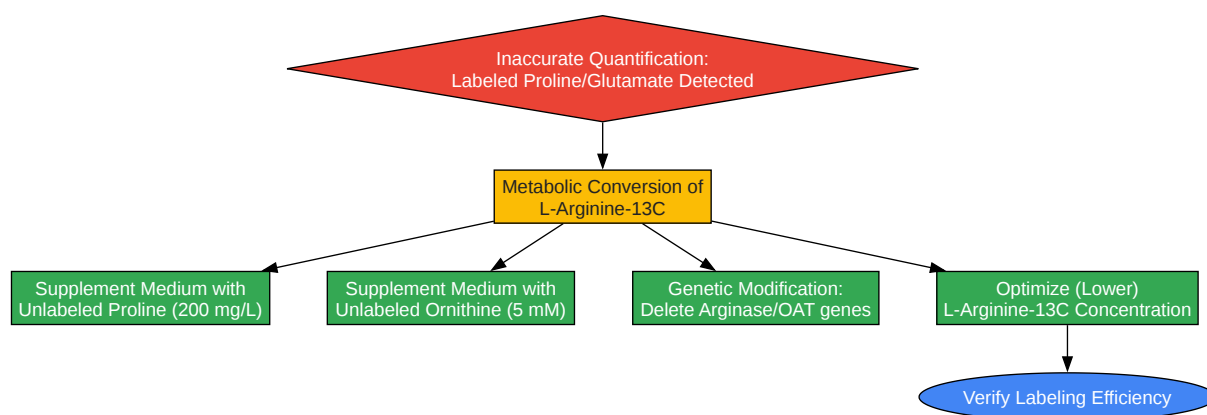 Inaccurate Quantification:
Labeled Proline/Glutamate Detected
Metabolic Conversion of
L-Arginine-13C
Supplement Medium with
Unlabeled Proline (200 mg/L)
Supplement Medium with
Unlabeled Ornithine (5 mM)
Genetic Modification:
Delete Arginase/OAT genes
Optimize (Lower)
L-Arginine-13C Concentration
Verify Labeling Efficiency